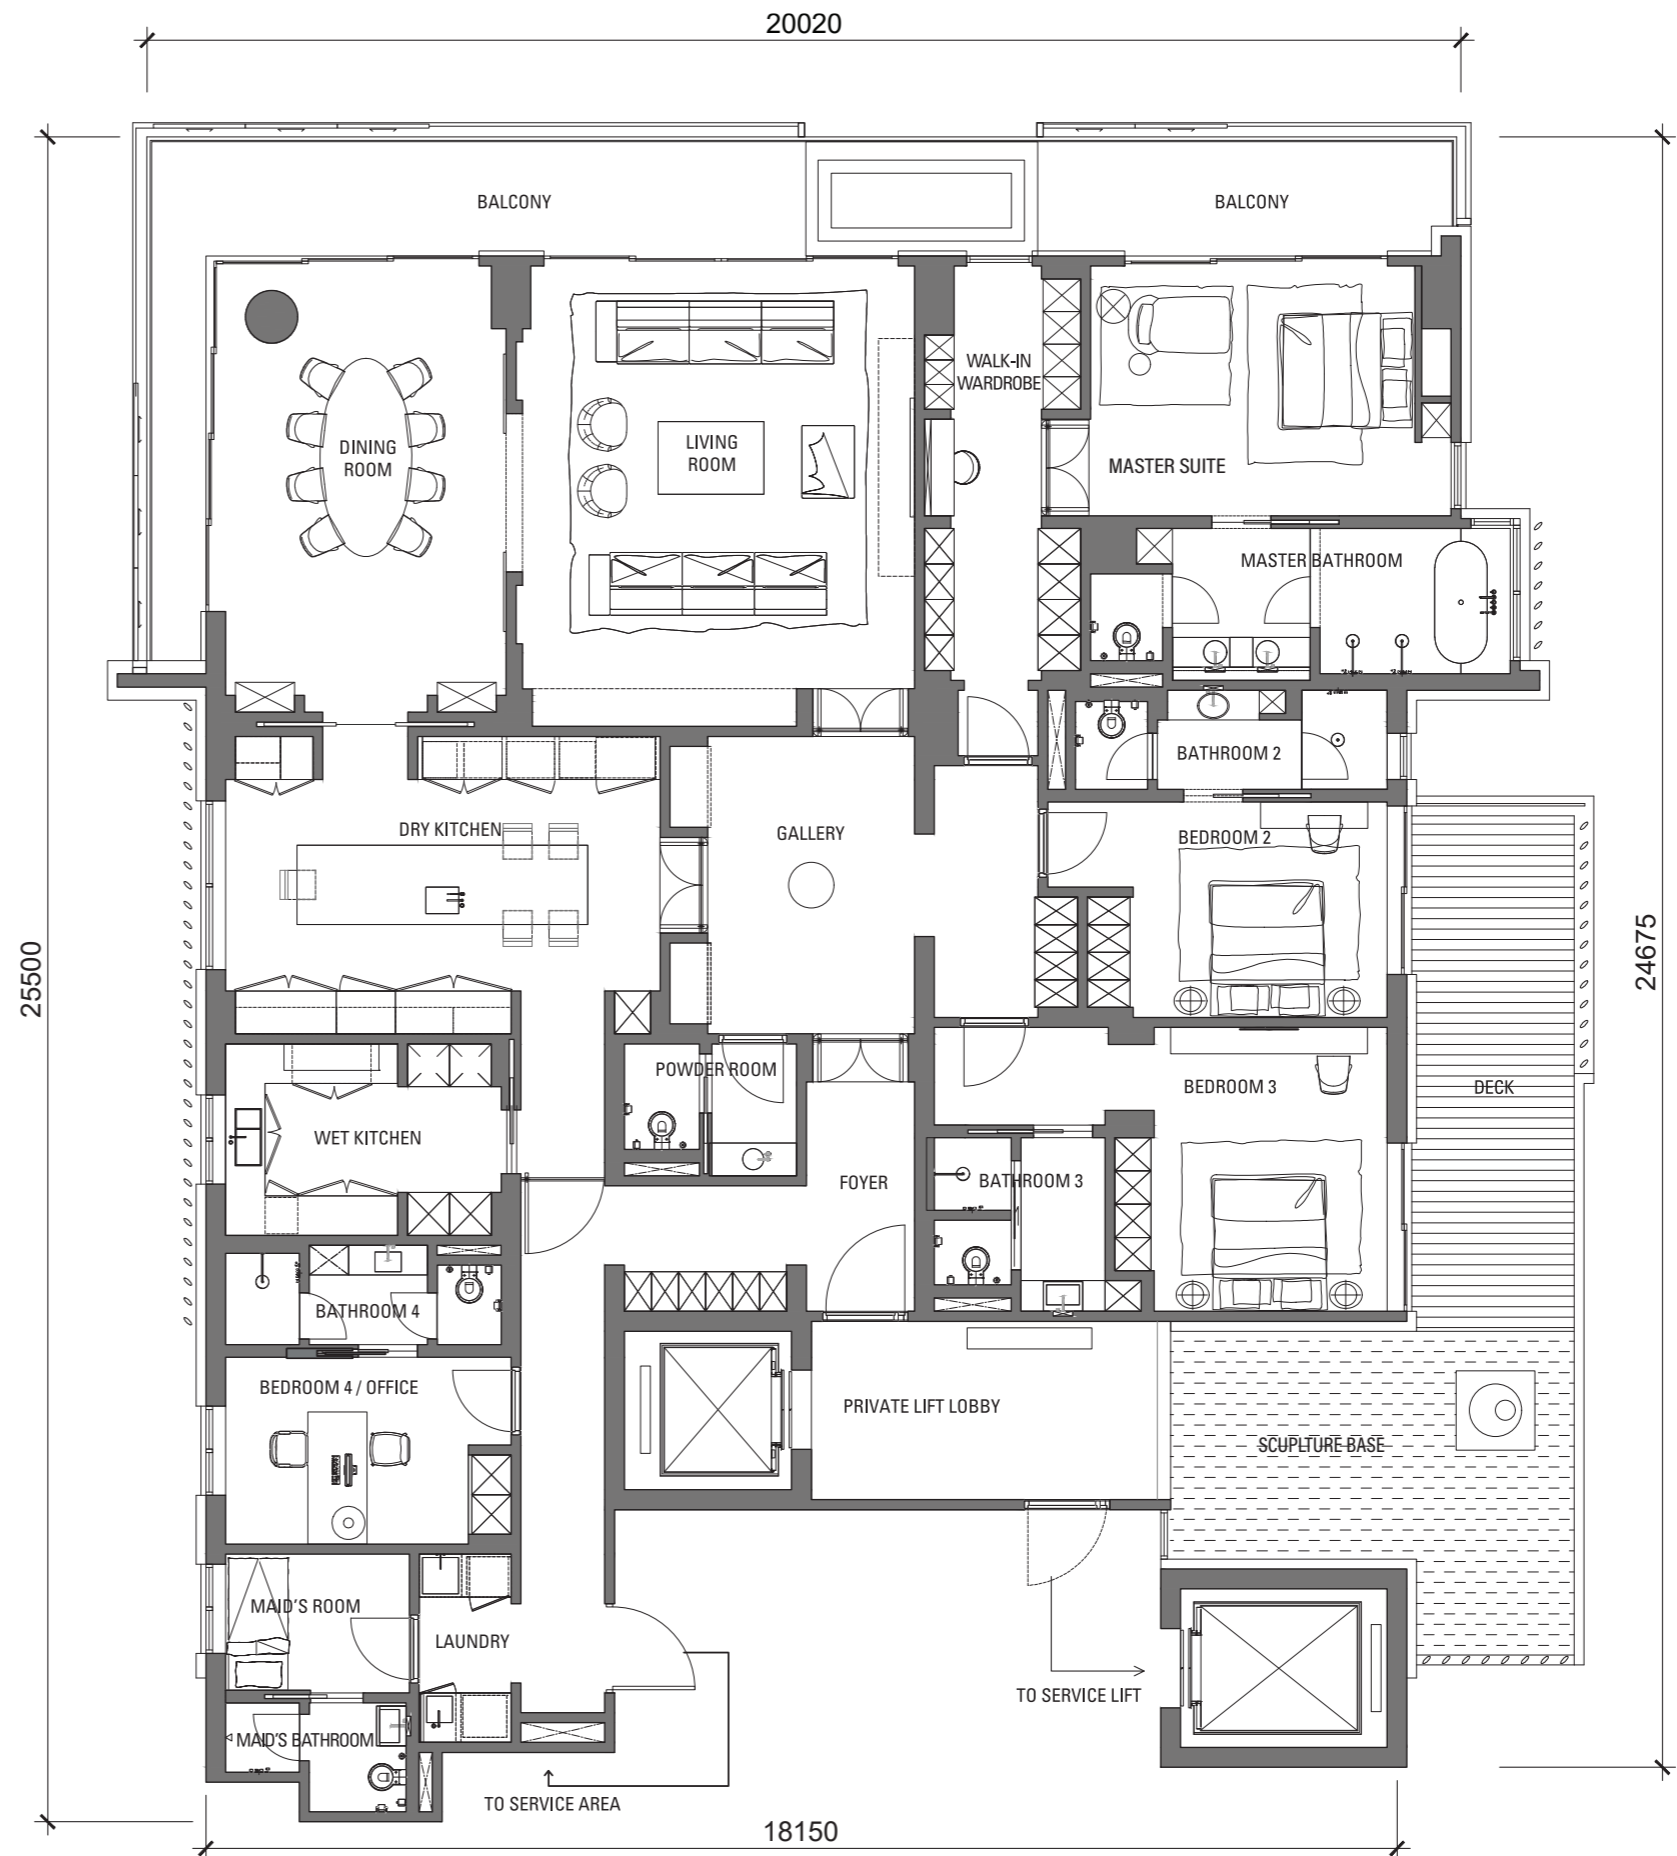 20020
BALCONY
BALCONY
WALK-IN
WARDROBE
DINING
ROOM
LIVING
ROOM
MASTER SUITE
MASTER BATHROOM
BATHROOM 2
DRY KITCHEN
GALLERY
BEDROOM 2
25500
24675
POWDER ROOM
BEDROOM 3
DECK
WET KITCHEN
FOYER
BATHROOM 3
BATHROOM 4
BEDROOM 4 / OFFICE
PRIVATE LIFT LOBBY
SCUPLTURE BASE
MAID'S ROOM
LAUNDRY
TO SERVICE LIFT
MAID'S BATHROOM
TO SERVICE AREA
18150